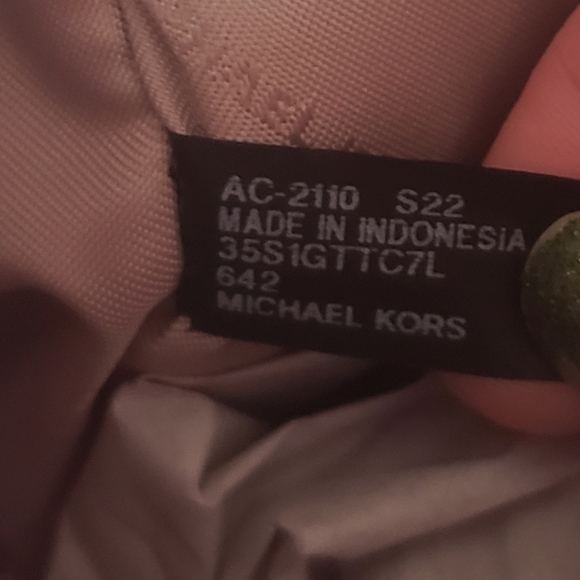 AC-2110 S22
MADE IN INDONESIA
35S1GTTC7L
642
MICHAEL KORS